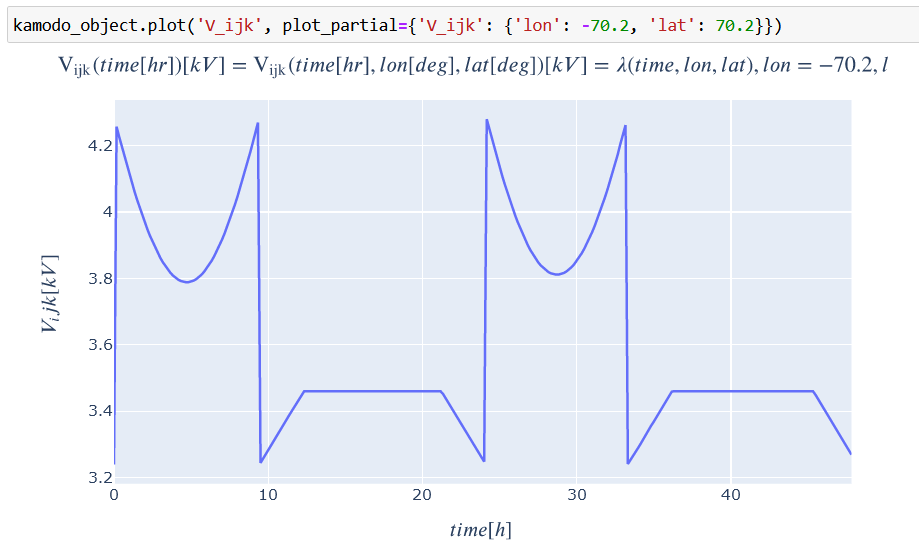 kamodo_object.plot('V_ijk', plot_partial={'V_ijk': {'lon': -70.2, 'lat': 70.2}})
V_ijk(time[hr])[kV] = V_ijk(time[hr], lon[deg], lat[deg])[kV] = λ(time, lon, lat), lon = −70.2, l
4.2
4
3.8
3.6
3.4
3.2
V_ijk[kV]
0 10 20 30 40
time[h]